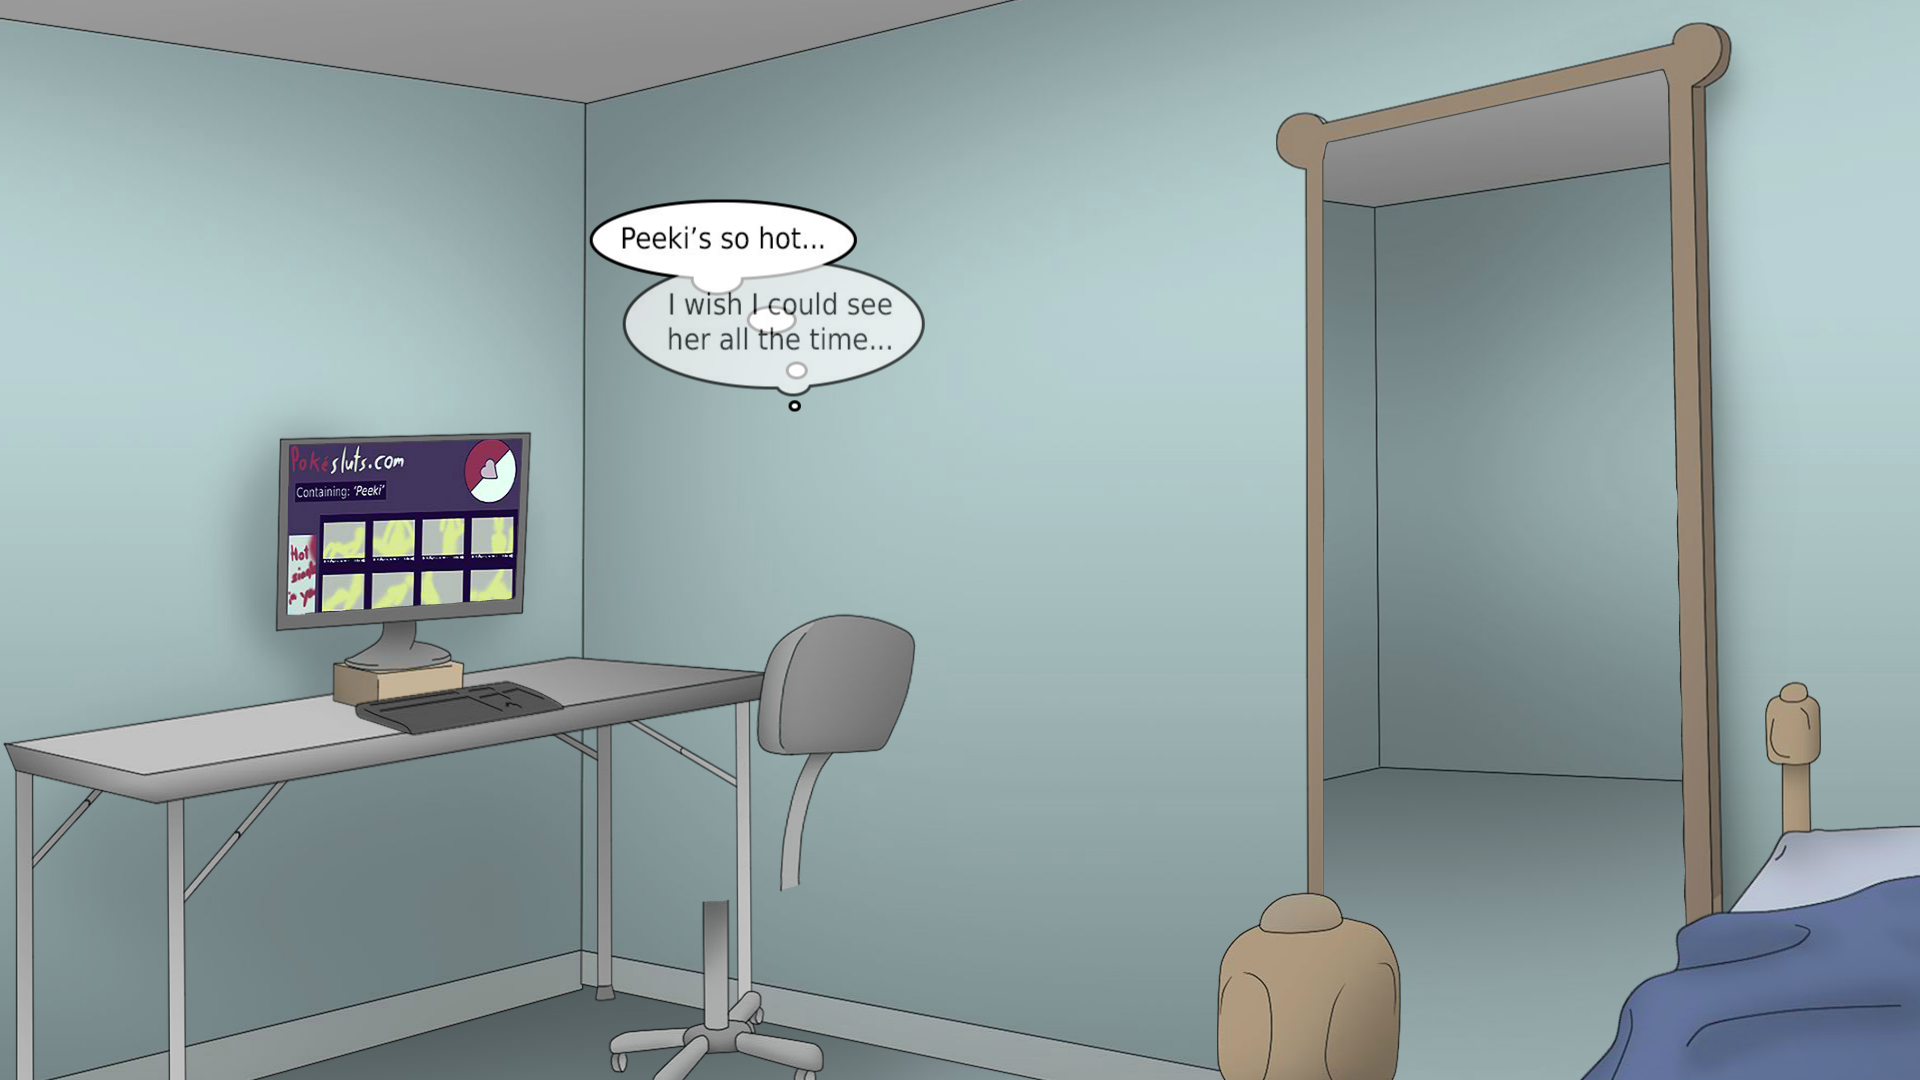 Peeki's so hot...
I wish I could see
her all the time...
Pokésluts.com
Containing: 'Peeki'
Hot